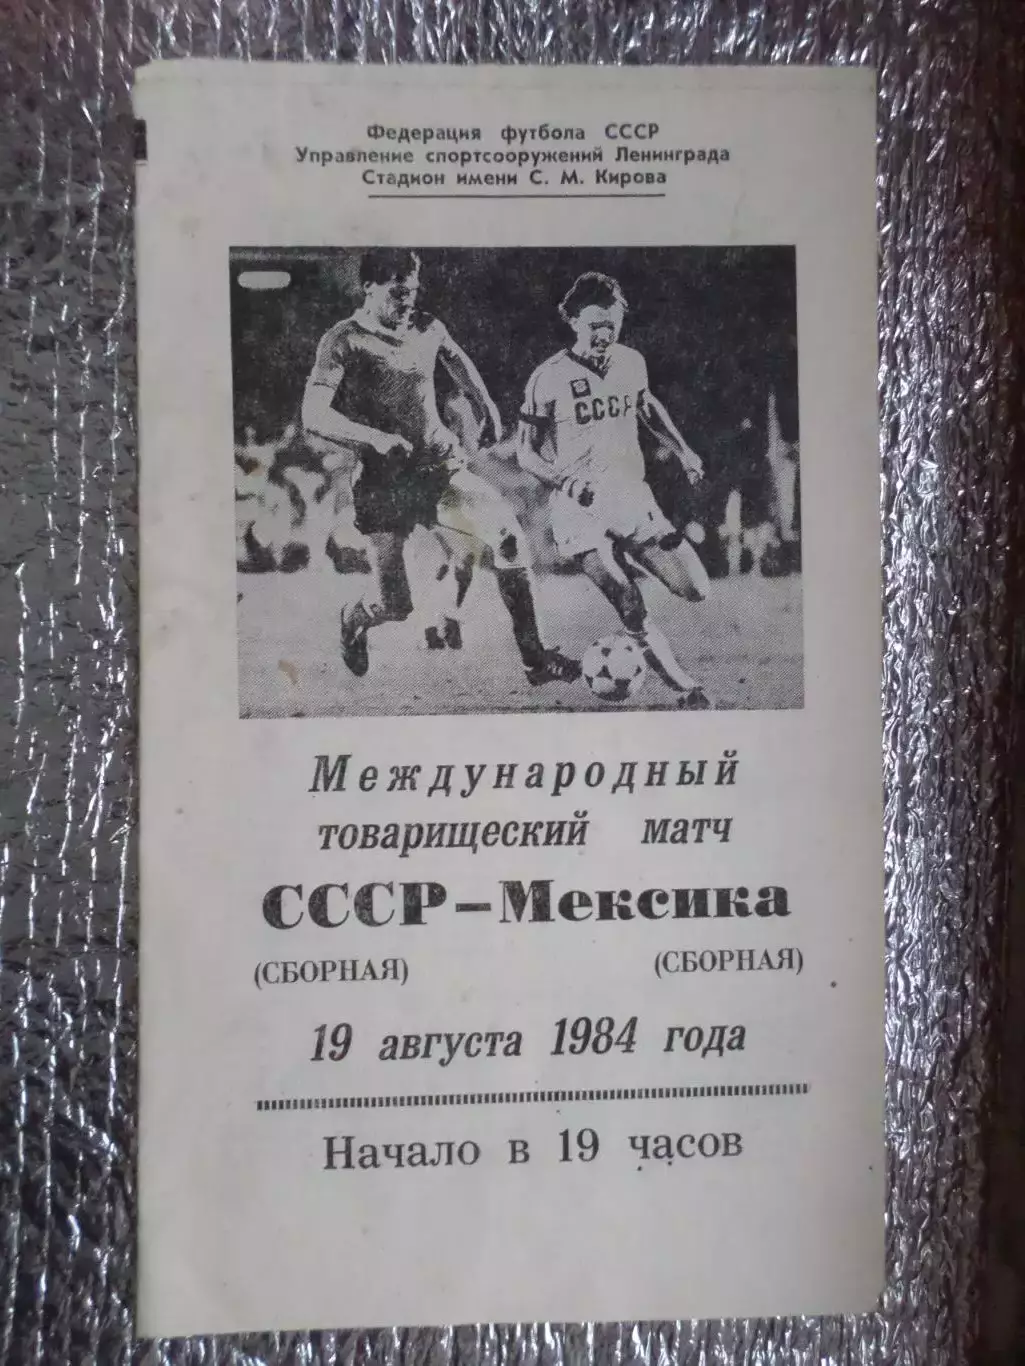 Федерация футбола СССР
Управление спортсооружений Ленинграда
Стадион имени С. М. Кирова
СССР
Международный
товарищеский матч
СССР–Мексика
(СБОРНАЯ) (СБОРНАЯ)
19 августа 1984 года
Начало в 19 часов